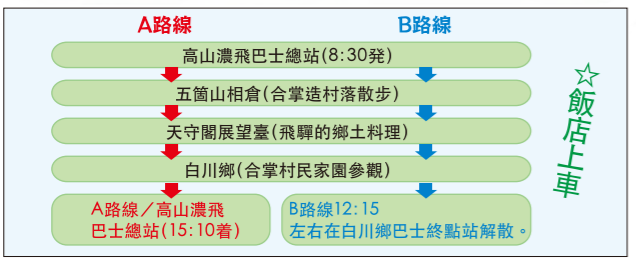 A路線
B路線
高山濃飛巴士總站(8:30発)
五箇山相倉(合掌造村落散步)
天守閣展望臺(飛驒的鄉土料理)
白川鄉(合掌村民家園參觀)
A路線／高山濃飛
巴士總站(15:10着)
B路線12:15
左右在白川鄉巴士終點站解散。
☆飯店上車